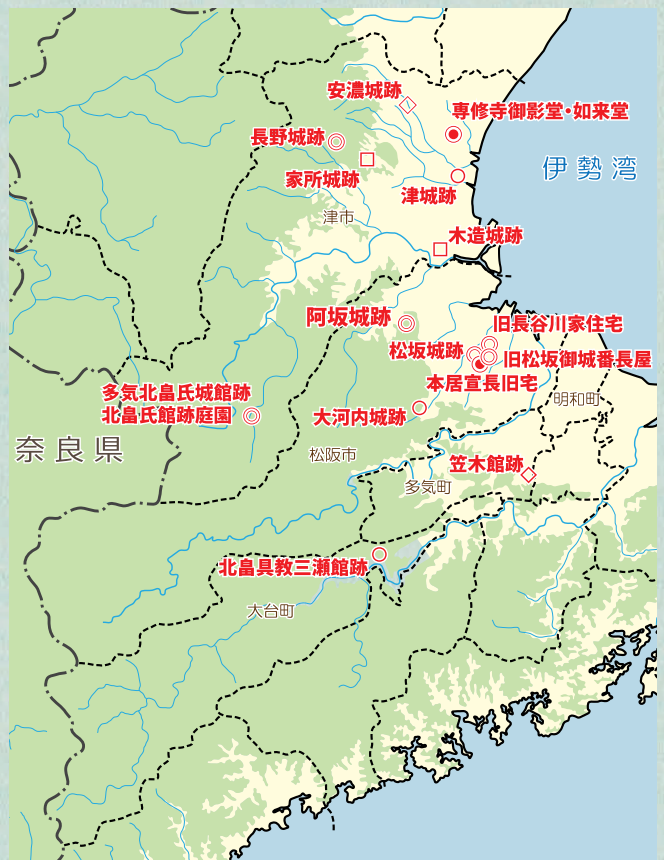 安濃城跡
専修寺御影堂・如来堂
長野城跡
伊勢湾
家所城跡
津城跡
津市
木造城跡
阿坂城跡
旧長谷川家住宅
松坂城跡
旧松坂御城番長屋
本居宣長旧宅
多気北畠氏城館跡
北畠氏館跡庭園
明和町
大河内城跡
奈良県
松阪市
笠木館跡
多気町
北畠具教三瀬館跡
大台町